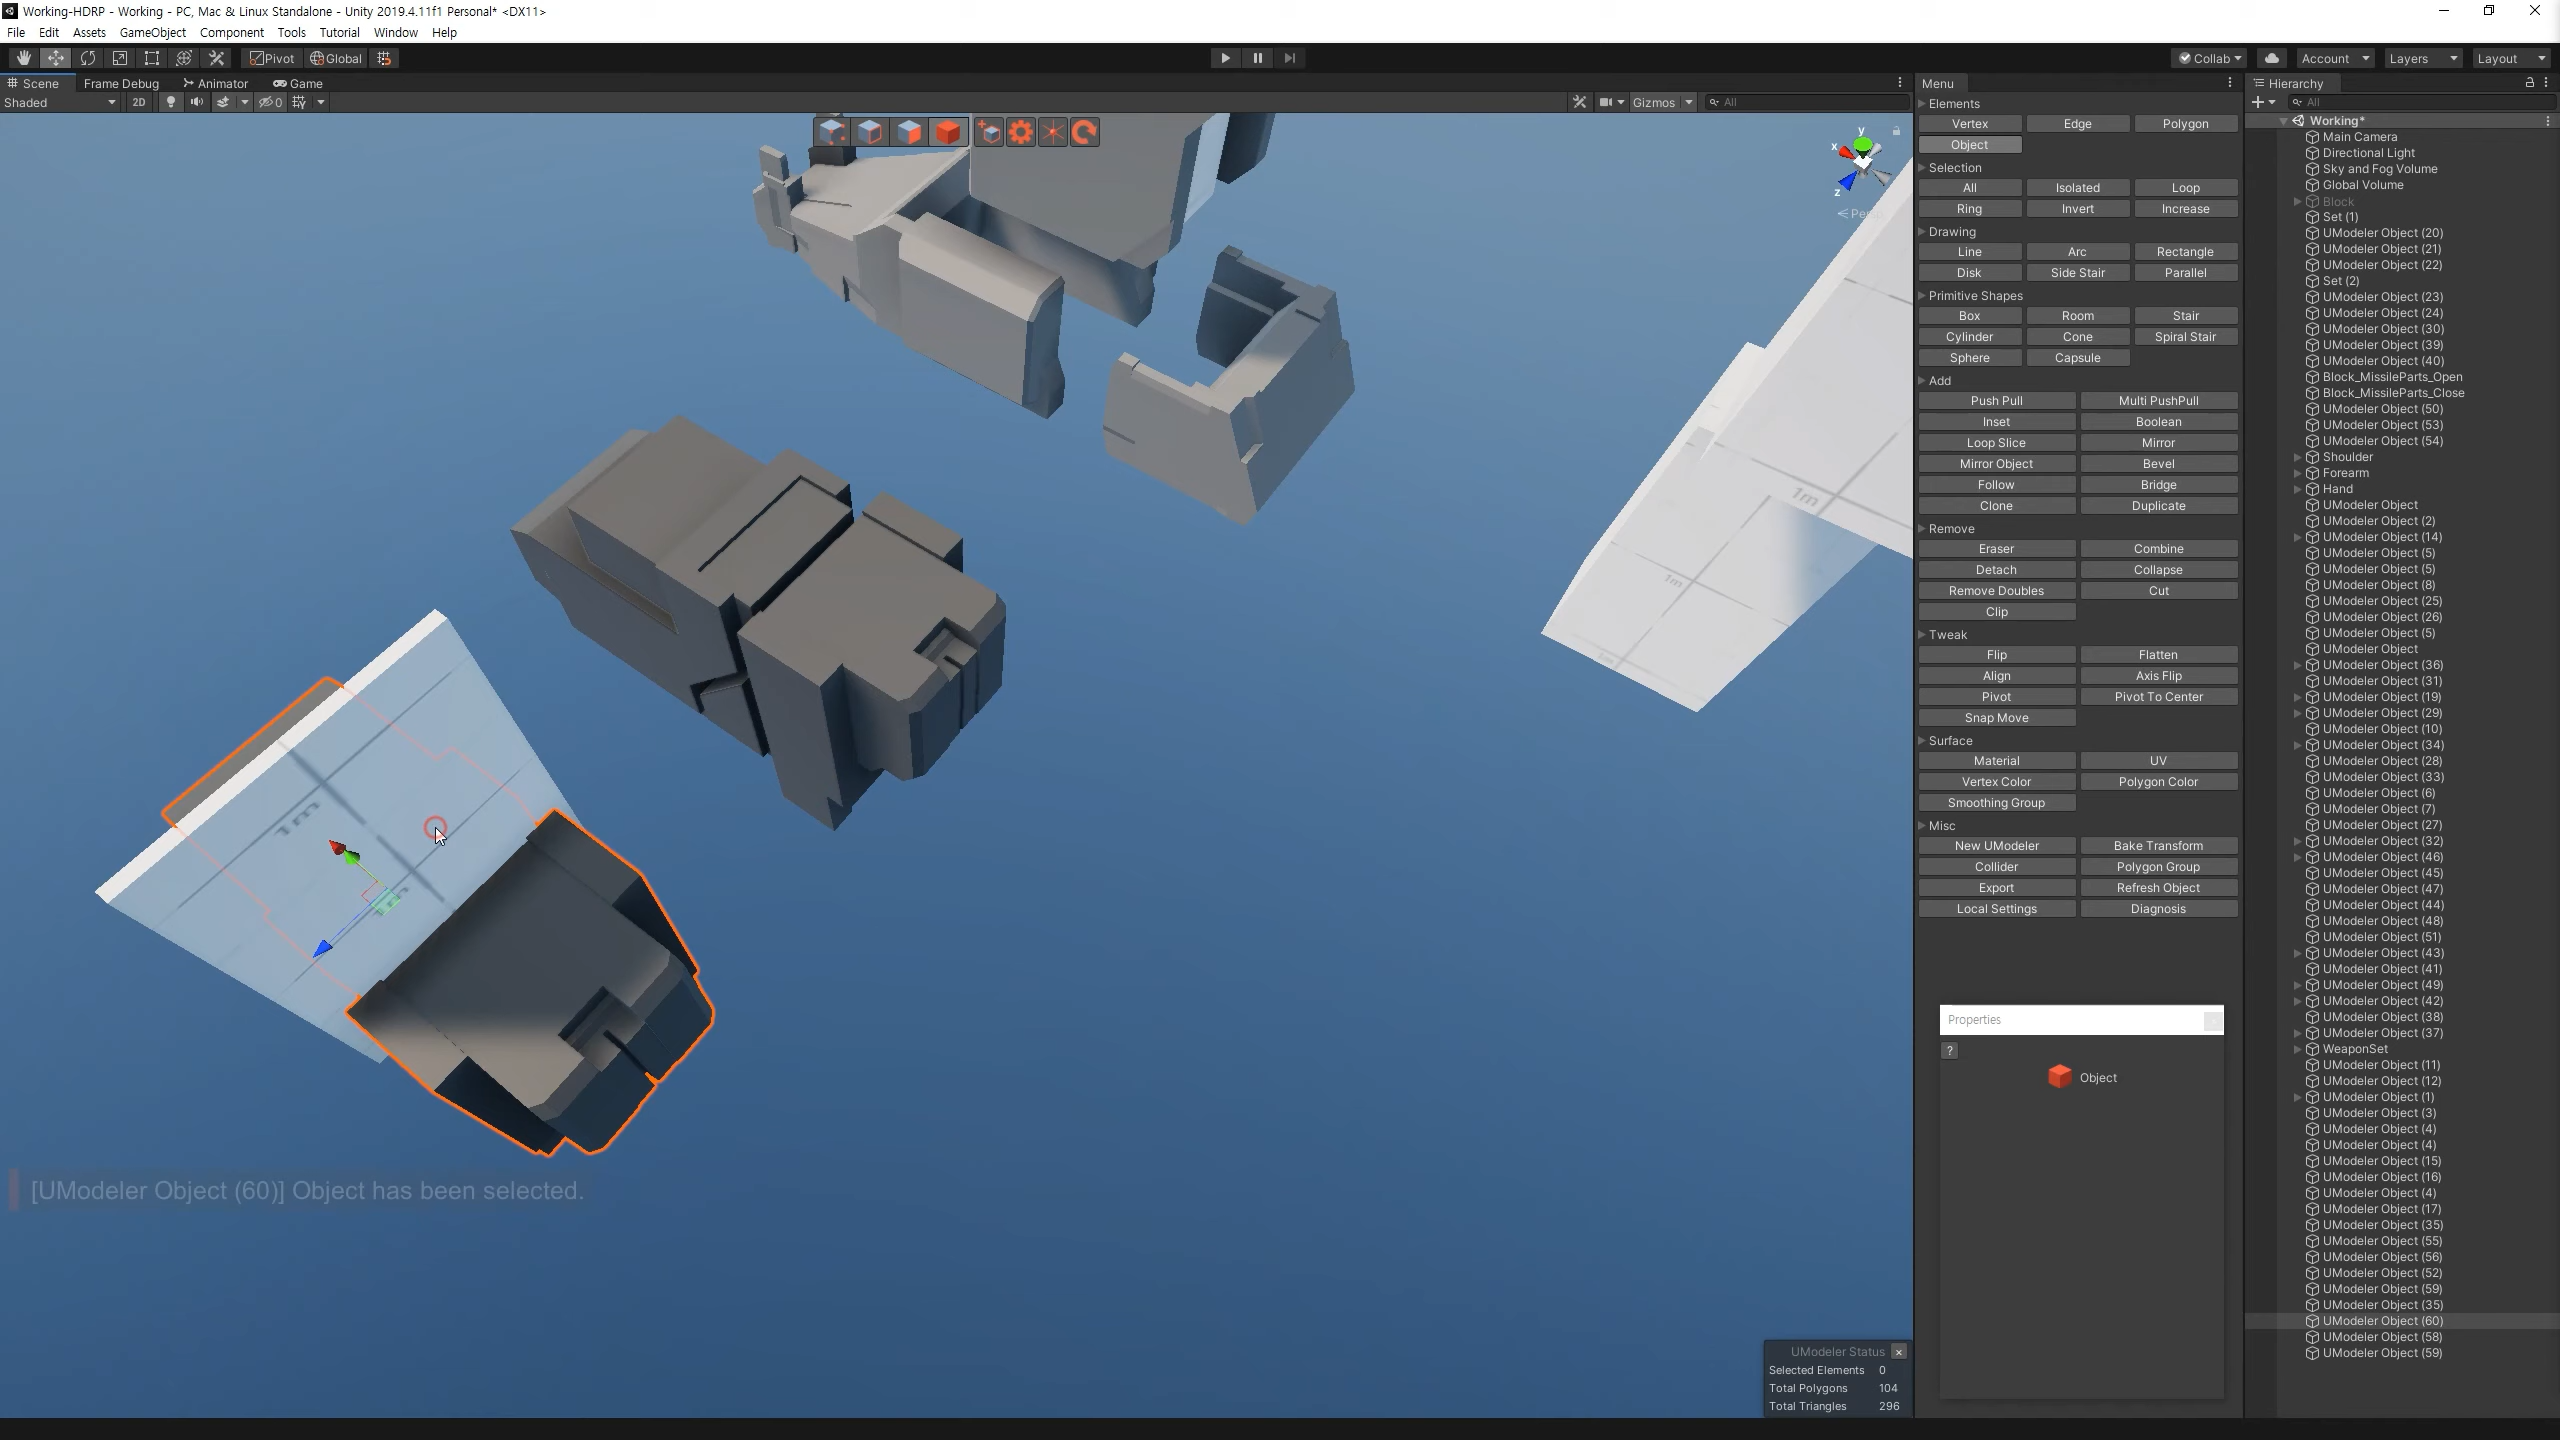 Working-HDRP - Working - PC, Mac & Linux Standalone - Unity 2019.4.11f1 Personal* <DX11>
File Edit Assets GameObject Component Tools Tutorial Window Help
Pivot Global Collab Account Layers Layout
Scene Frame Debug Animator Game
Shaded 2D 0 Gizmos All
y
x
z
Persp
1m
1m
1m
[UModeler Object (60)] Object has been selected.
UModeler Status
Selected Elements 0
Total Polygons 104
Total Triangles 296
Menu
Elements
Vertex Edge Polygon
Object
Selection
All Isolated Loop
Ring Invert Increase
Drawing
Line Arc Rectangle
Disk Side Stair Parallel
Primitive Shapes
Box Room Stair
Cylinder Cone Spiral Stair
Sphere Capsule
Add
Push Pull Multi PushPull
Inset Boolean
Loop Slice Mirror
Mirror Object Bevel
Follow Bridge
Clone Duplicate
Remove
Eraser Combine
Detach Collapse
Remove Doubles Cut
Clip
Tweak
Flip Flatten
Align Axis Flip
Pivot Pivot To Center
Snap Move
Surface
Material UV
Vertex Color Polygon Color
Smoothing Group
Misc
New UModeler Bake Transform
Collider Polygon Group
Export Refresh Object
Local Settings Diagnosis
Properties
?
Object
Hierarchy
All
Working*
Main Camera
Directional Light
Sky and Fog Volume
Global Volume
Block
Set (1)
UModeler Object (20)
UModeler Object (21)
UModeler Object (22)
Set (2)
UModeler Object (23)
UModeler Object (24)
UModeler Object (30)
UModeler Object (39)
UModeler Object (40)
Block_MissileParts_Open
Block_MissileParts_Close
UModeler Object (50)
UModeler Object (53)
UModeler Object (54)
Shoulder
Forearm
Hand
UModeler Object
UModeler Object (2)
UModeler Object (14)
UModeler Object (5)
UModeler Object (5)
UModeler Object (8)
UModeler Object (25)
UModeler Object (26)
UModeler Object (5)
UModeler Object
UModeler Object (36)
UModeler Object (31)
UModeler Object (19)
UModeler Object (29)
UModeler Object (10)
UModeler Object (34)
UModeler Object (28)
UModeler Object (33)
UModeler Object (6)
UModeler Object (7)
UModeler Object (27)
UModeler Object (32)
UModeler Object (46)
UModeler Object (45)
UModeler Object (47)
UModeler Object (44)
UModeler Object (48)
UModeler Object (51)
UModeler Object (43)
UModeler Object (41)
UModeler Object (49)
UModeler Object (42)
UModeler Object (38)
UModeler Object (37)
WeaponSet
UModeler Object (11)
UModeler Object (12)
UModeler Object (1)
UModeler Object (3)
UModeler Object (4)
UModeler Object (4)
UModeler Object (15)
UModeler Object (16)
UModeler Object (4)
UModeler Object (17)
UModeler Object (35)
UModeler Object (55)
UModeler Object (56)
UModeler Object (52)
UModeler Object (59)
UModeler Object (35)
UModeler Object (60)
UModeler Object (58)
UModeler Object (59)